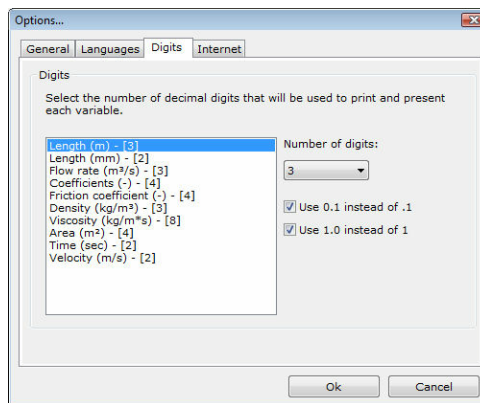 Options...
General Languages Digits Internet
Digits
Select the number of decimal digits that will be used to print and present
each variable.
Length (m) - [3]
Length (mm) - [2]
Flow rate (m³/s) - [3]
Coefficients (-) - [4]
Friction coefficient (-) - [4]
Density (kg/m³) - [3]
Viscosity (kg/m*s) - [8]
Area (m²) - [4]
Time (sec) - [2]
Velocity (m/s) - [2]
Number of digits:
3
Use 0.1 instead of .1
Use 1.0 instead of 1
Ok Cancel